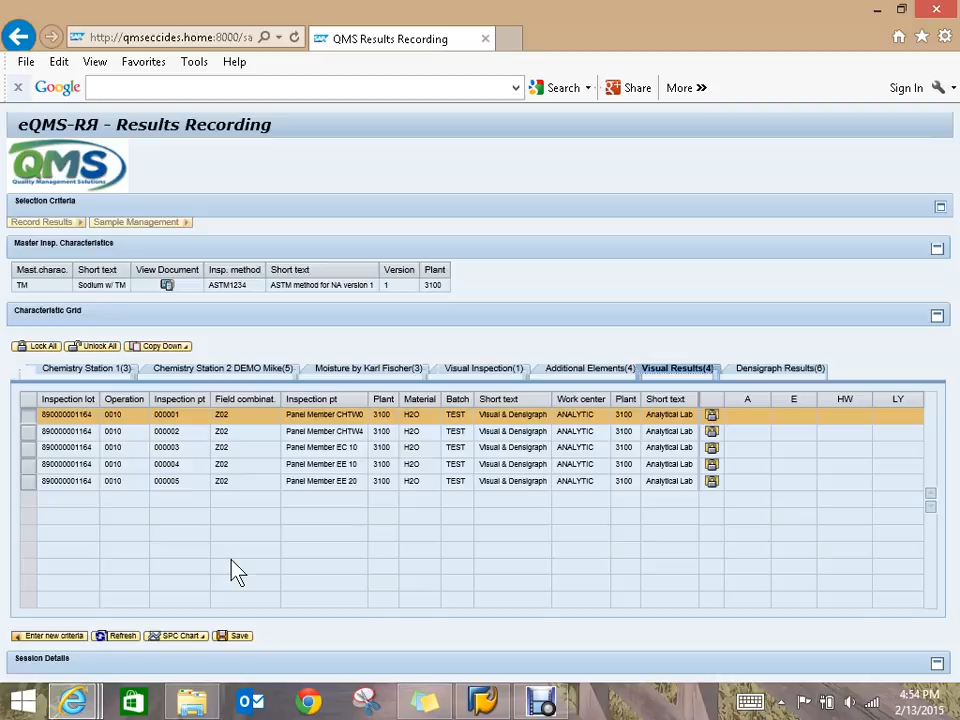 http://qmseccides.home:8000/sa
QMS Results Recording
File Edit View Favorites Tools Help
Google Search Share More Sign In
eQMS-RЯ - Results Recording
QMS
Quality Management Solutions
Selection Criteria
Record Results Sample Management
Master Insp. Characteristics
Mast.charac. Short text View Document Insp. method Short text Version Plant
TM Sodium w/ TM ASTM1234 ASTM method for NA version 1 1 3100
Characteristic Grid
Lock All Unlock All Copy Down
Chemistry Station 1(3) Chemistry Station 2 DEMO Mike(5) Moisture by Karl Fischer(3) Visual Inspection(1) Additional Elements(4) Visual Results(4) Densigraph Results(6)
Inspection lot Operation Inspection pt Field combinat. Inspection pt Plant Material Batch Short text Work center Plant Short text A E HW LY
890000001164 0010 000001 Z02 Panel Member CHTW0 3100 H2O TEST Visual & Densigraph ANALYTIC 3100 Analytical Lab
890000001164 0010 000002 Z02 Panel Member CHTW4 3100 H2O TEST Visual & Densigraph ANALYTIC 3100 Analytical Lab
890000001164 0010 000003 Z02 Panel Member EC 10 3100 H2O TEST Visual & Densigraph ANALYTIC 3100 Analytical Lab
890000001164 0010 000004 Z02 Panel Member EE 10 3100 H2O TEST Visual & Densigraph ANALYTIC 3100 Analytical Lab
890000001164 0010 000005 Z02 Panel Member EE 20 3100 H2O TEST Visual & Densigraph ANALYTIC 3100 Analytical Lab
Enter new criteria Refresh SPC Chart Save
Session Details
4:54 PM
2/13/2015